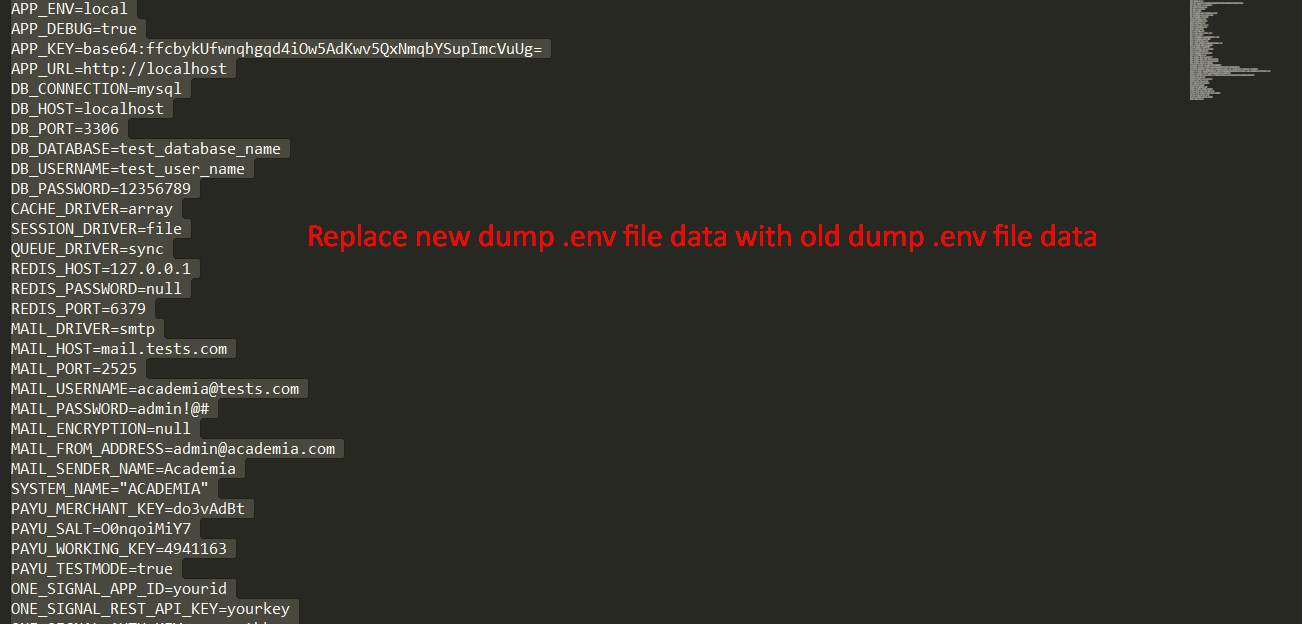 APP_ENV=local
APP_DEBUG=true
APP_KEY=base64:ffcbykUfwnqhgqd4iOw5AdKwv5QxNmqbYSupImcVuUg=
APP_URL=http://localhost
DB_CONNECTION=mysql
DB_HOST=localhost
DB_PORT=3306
DB_DATABASE=test_database_name
DB_USERNAME=test_user_name
DB_PASSWORD=12356789
CACHE_DRIVER=array
SESSION_DRIVER=file
Replace new dump .env file data with old dump .env file data
QUEUE_DRIVER=sync
REDIS_HOST=127.0.0.1
REDIS_PASSWORD=null
REDIS_PORT=6379
MAIL_DRIVER=smtp
MAIL_HOST=mail.tests.com
MAIL_PORT=2525
MAIL_USERNAME=academia@tests.com
MAIL_PASSWORD=admin!@#
MAIL_ENCRYPTION=null
MAIL_FROM_ADDRESS=admin@academia.com
MAIL_SENDER_NAME=Academia
SYSTEM_NAME="ACADEMIA"
PAYU_MERCHANT_KEY=do3vAdBt
PAYU_SALT=O0nqoiMiY7
PAYU_WORKING_KEY=4941163
PAYU_TESTMODE=true
ONE_SIGNAL_APP_ID=yourid
ONE_SIGNAL_REST_API_KEY=yourkey